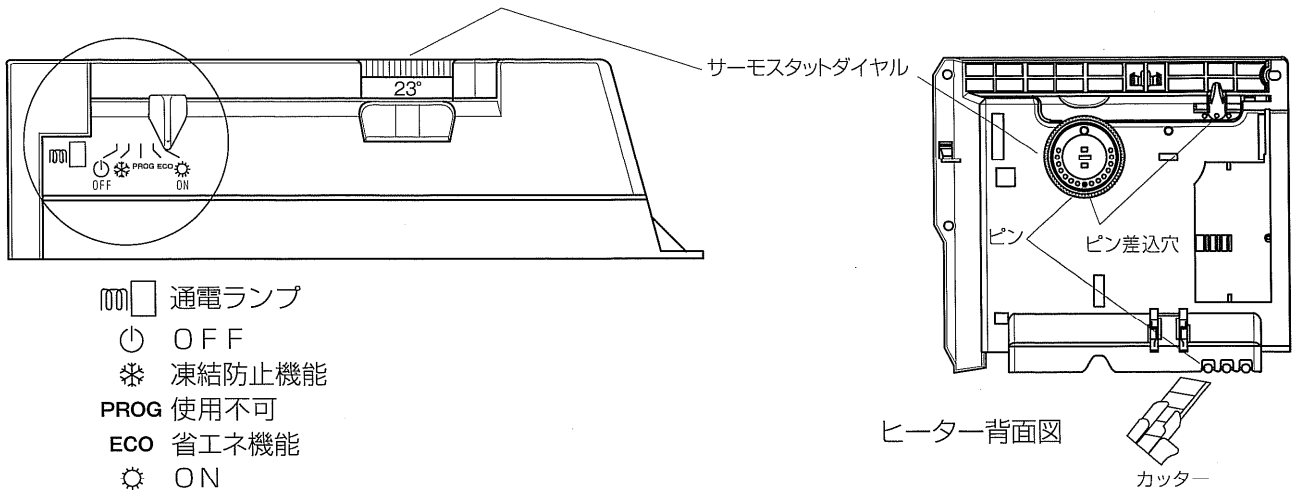 サーモスタットダイヤル
23°
PROG ECO
OFF
ON
ピン
ピン差込穴
通電ランプ
OFF
凍結防止機能
PROG 使用不可
ECO 省エネ機能
ON
ヒーター背面図
カッター